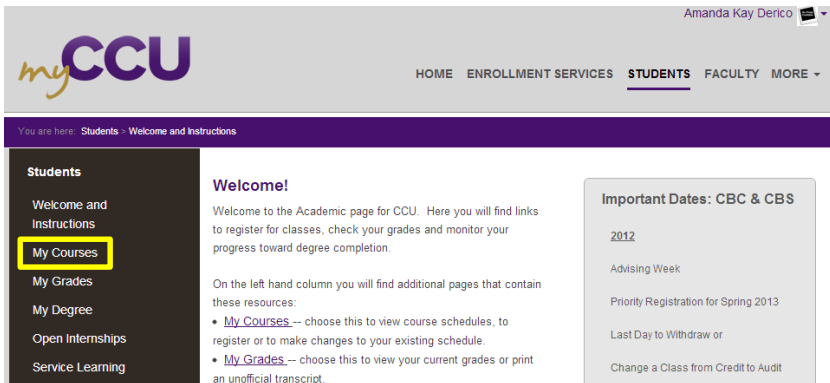 Amanda Kay Derico
myCCU
HOME ENROLLMENT SERVICES STUDENTS FACULTY MORE
You are here: Students > Welcome and Instructions
Students
Welcome and
Instructions
My Courses
My Grades
My Degree
Open Internships
Service Learning
Welcome!
Welcome to the Academic page for CCU. Here you will find links
to register for classes, check your grades and monitor your
progress toward degree completion.
On the left hand column you will find additional pages that contain
these resources:
• My Courses -- choose this to view course schedules, to
register or to make changes to your existing schedule.
• My Grades -- choose this to view your current grades or print
an unofficial transcript.
Important Dates: CBC & CBS
2012
Advising Week
Priority Registration for Spring 2013
Last Day to Withdraw or
Change a Class from Credit to Audit